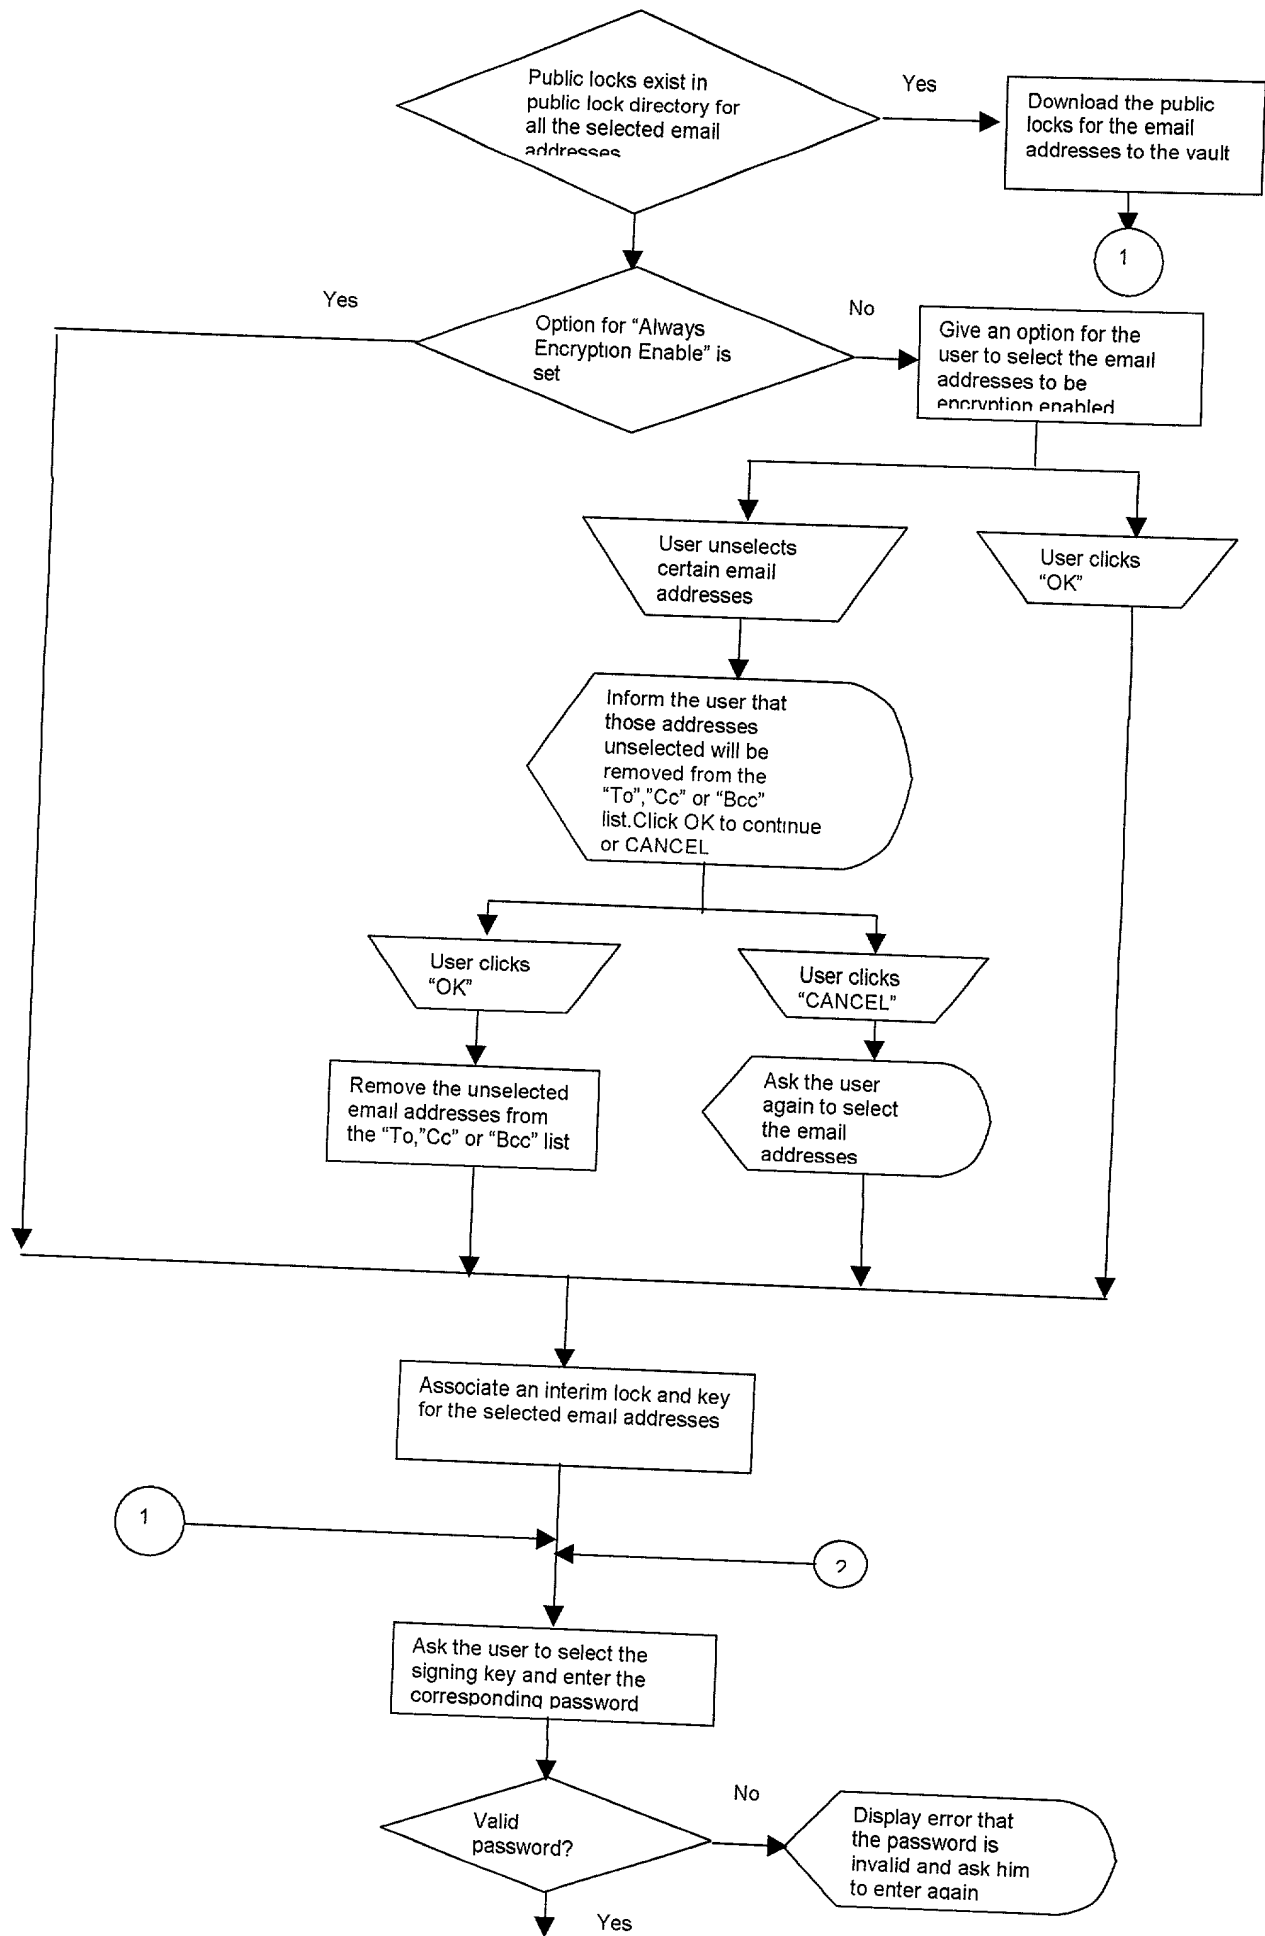 Public locks exist in
public lock directory for
all the selected email
addresses
Yes
Download the public
locks for the email
addresses to the vault
1
Yes
Option for “Always
Encryption Enable” is
set
No
Give an option for the
user to select the email
addresses to be
encryption enabled
User unselects
certain email
addresses
User clicks
“OK”
Inform the user that
those addresses
unselected will be
removed from the
“To”,”Cc” or “Bcc”
list.Click OK to continue
or CANCEL
User clicks
“OK”
User clicks
“CANCEL”
Remove the unselected
email addresses from
the “To,”Cc” or “Bcc” list
Ask the user
again to select
the email
addresses
Associate an interim lock and key
for the selected email addresses
1
2
Ask the user to select the
signing key and enter the
corresponding password
Valid
password?
No
Display error that
the password is
invalid and ask him
to enter again
Yes